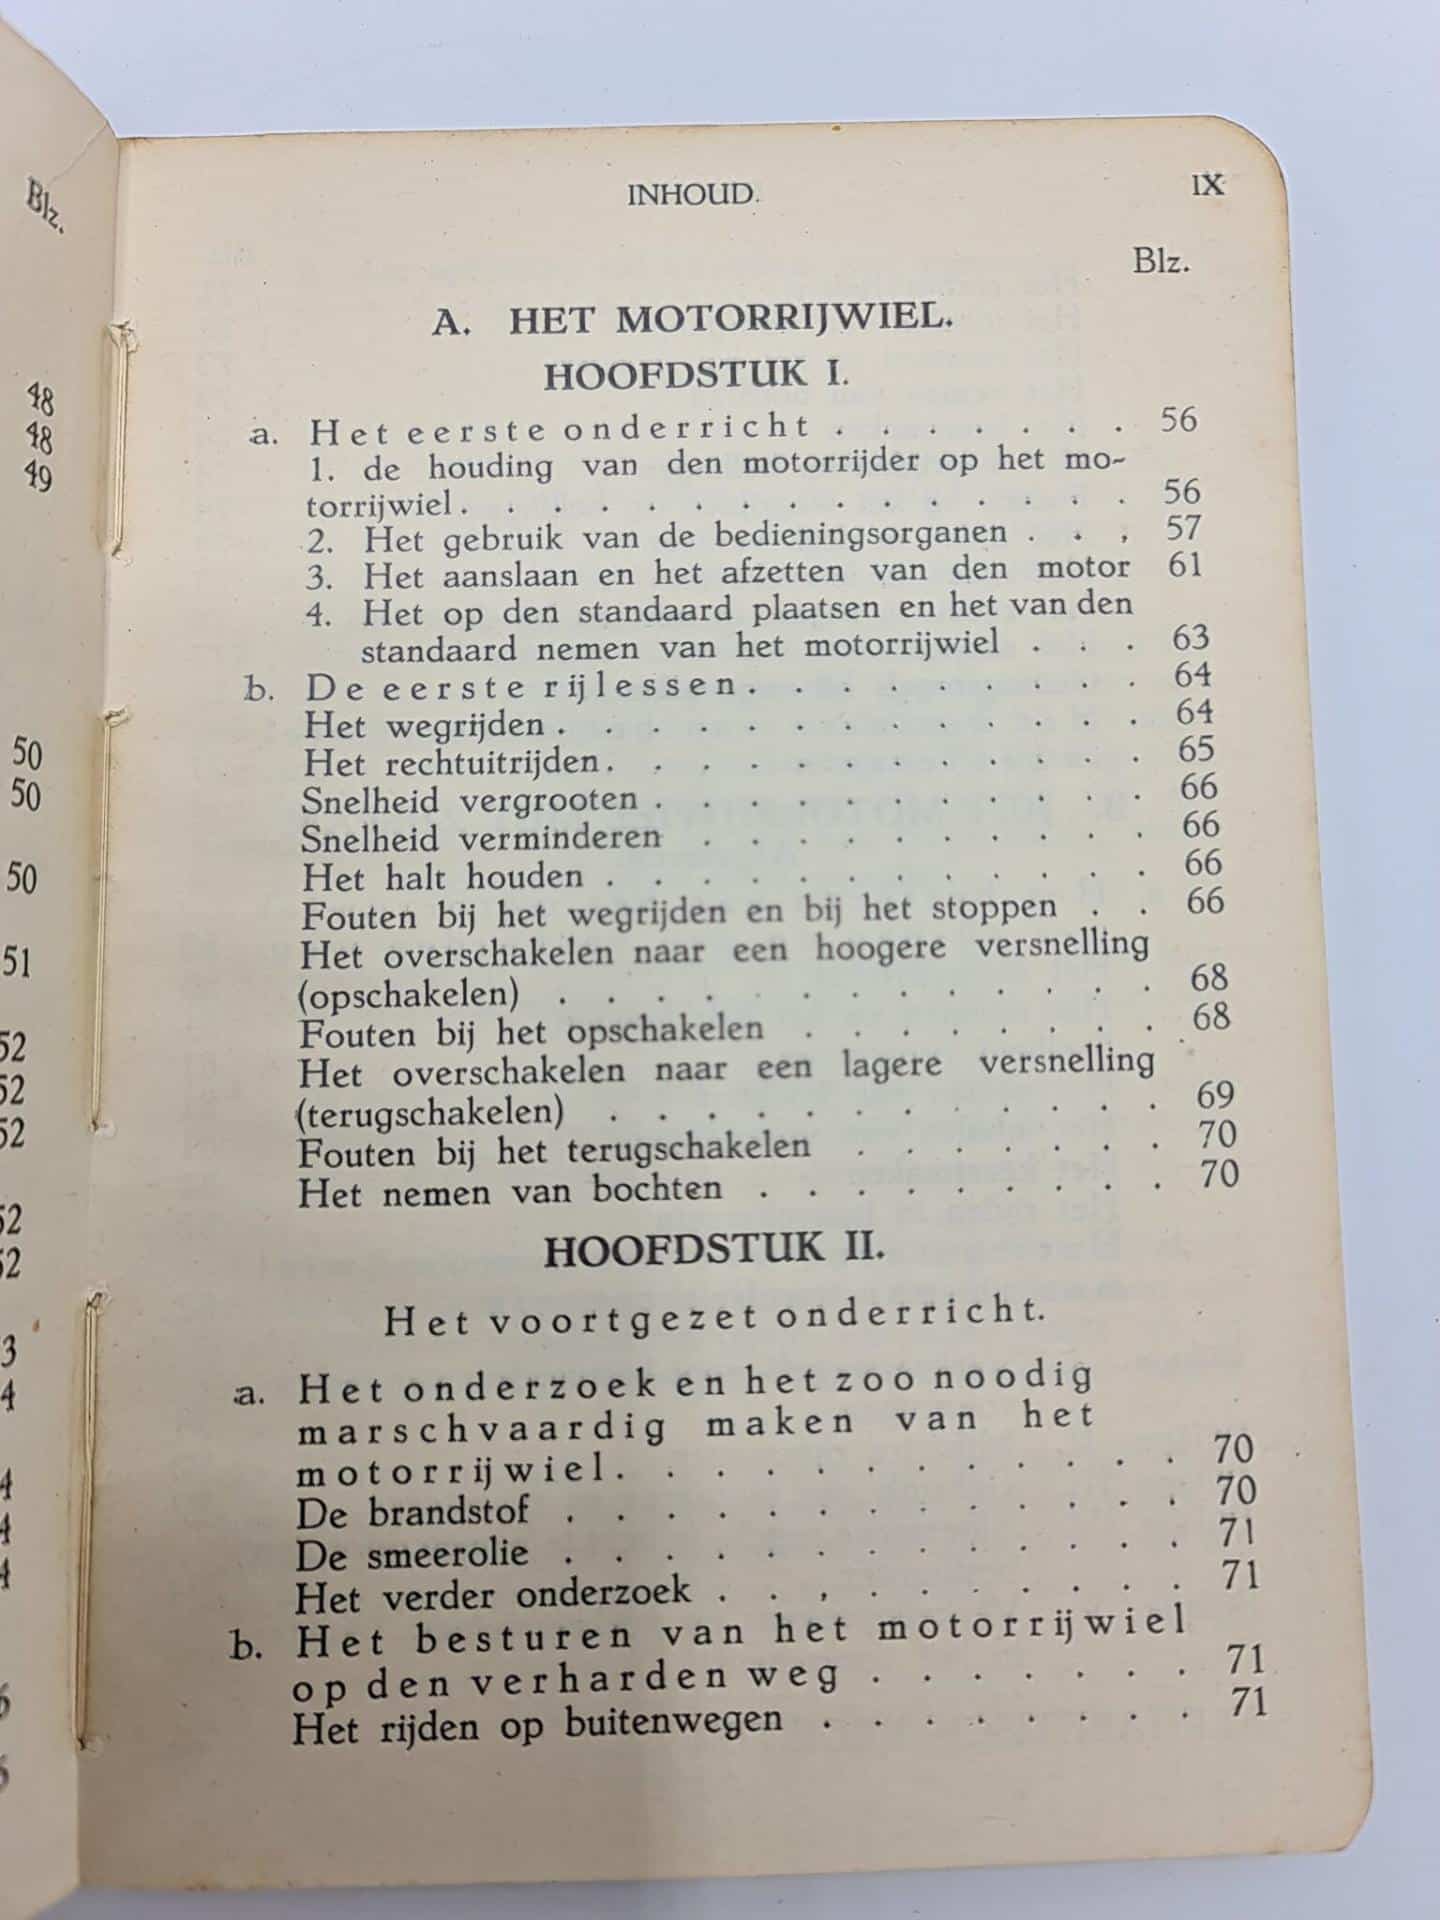 Blz.
48
48
49
50
50
50
51
52
52
52
52
52
INHOUD. IX
Blz.
A. HET MOTORRIJWIEL.
HOOFDSTUK I.
a. Het eerste onderricht . . . . . . . 56
1. de houding van den motorrijder op het mo-
torrijwiel. . . . . . . . . . . . . . . 56
2. Het gebruik van de bedieningsorganen . . , 57
3. Het aanslaan en het afzetten van den motor 61
4. Het op den standaard plaatsen en het van den
standaard nemen van het motorrijwiel . . . 63
b. De eerste rijlessen. . . . . . . . . 64
Het wegrijden. . . . . . . . . . . . . 64
Het rechtuitrijden. . . . . . . . . . . . 65
Snelheid vergrooten . . . . . . . . . . . 66
Snelheid verminderen . . . . . . . . . . 66
Het halt houden . . . . . . . . . . . . 66
Fouten bij het wegrijden en bij het stoppen . . 66
Het overschakelen naar een hoogere versnelling
(opschakelen) . . . . . . . . . . . . . 68
Fouten bij het opschakelen . . . . . . . . 68
Het overschakelen naar een lagere versnelling
(terugschakelen) . . . . . . . . . . . . 69
Fouten bij het terugschakelen . . . . . . . 70
Het nemen van bochten . . . . . . . . . 70
HOOFDSTUK II.
Het voortgezet onderricht.
a. Het onderzoek en het zoo noodig
marschvaardig maken van het
motorrijwiel. . . . . . . . . . . . 70
De brandstof . . . . . . . . . . . . . 70
De smeerolie . . . . . . . . . . . . . 71
Het verder onderzoek . . , . . . . . . . 71
b. Het besturen van het motorrijwiel
op den verharden weg . . . . . . . 71
Het rijden op buitenwegen . . . . . . . . 71